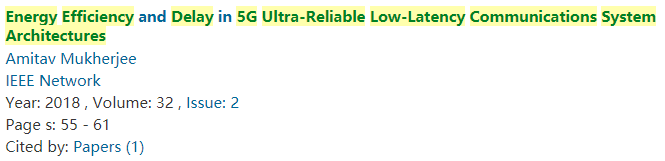 Energy Efficiency and Delay in 5G Ultra-Reliable Low-Latency Communications System
Architectures
Amitav Mukherjee
IEEE Network
Year: 2018 , Volume: 32 , Issue: 2
Page s: 55 - 61
Cited by: Papers (1)